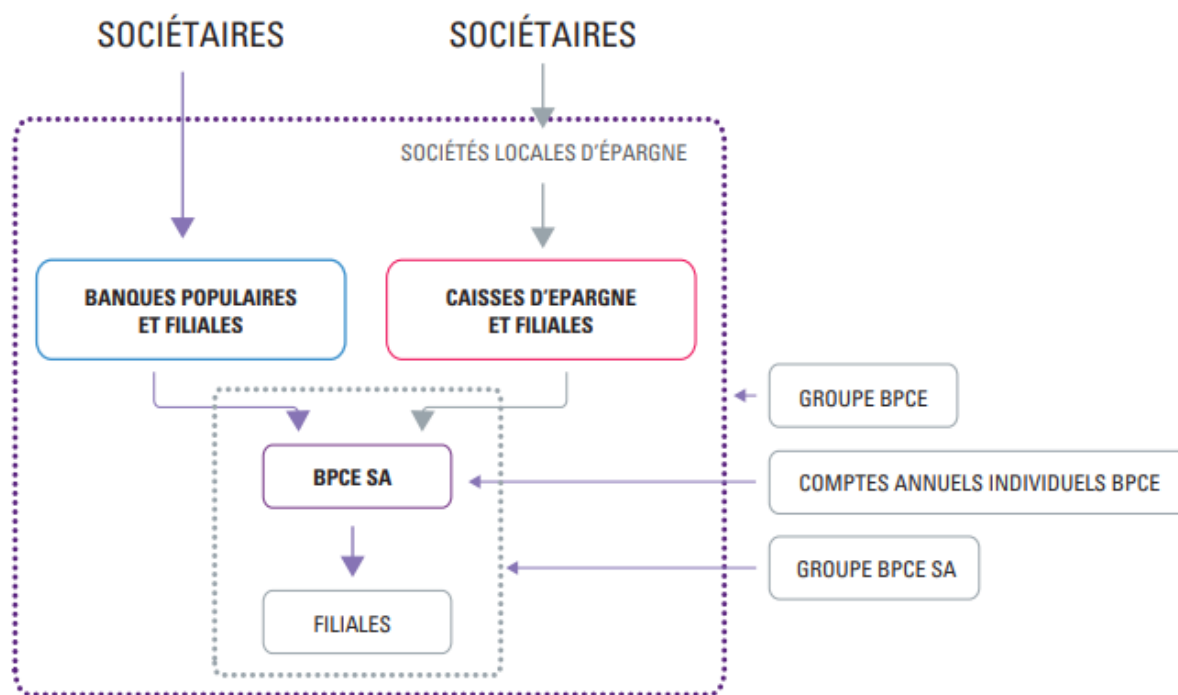 SOCIÉTAIRES
SOCIÉTAIRES
SOCIÉTÉS LOCALES D'ÉPARGNE
BANQUES POPULAIRES
ET FILIALES
CAISSES D'EPARGNE
ET FILIALES
GROUPE BPCE
BPCE SA
COMPTES ANNUELS INDIVIDUELS BPCE
GROUPE BPCE SA
FILIALES